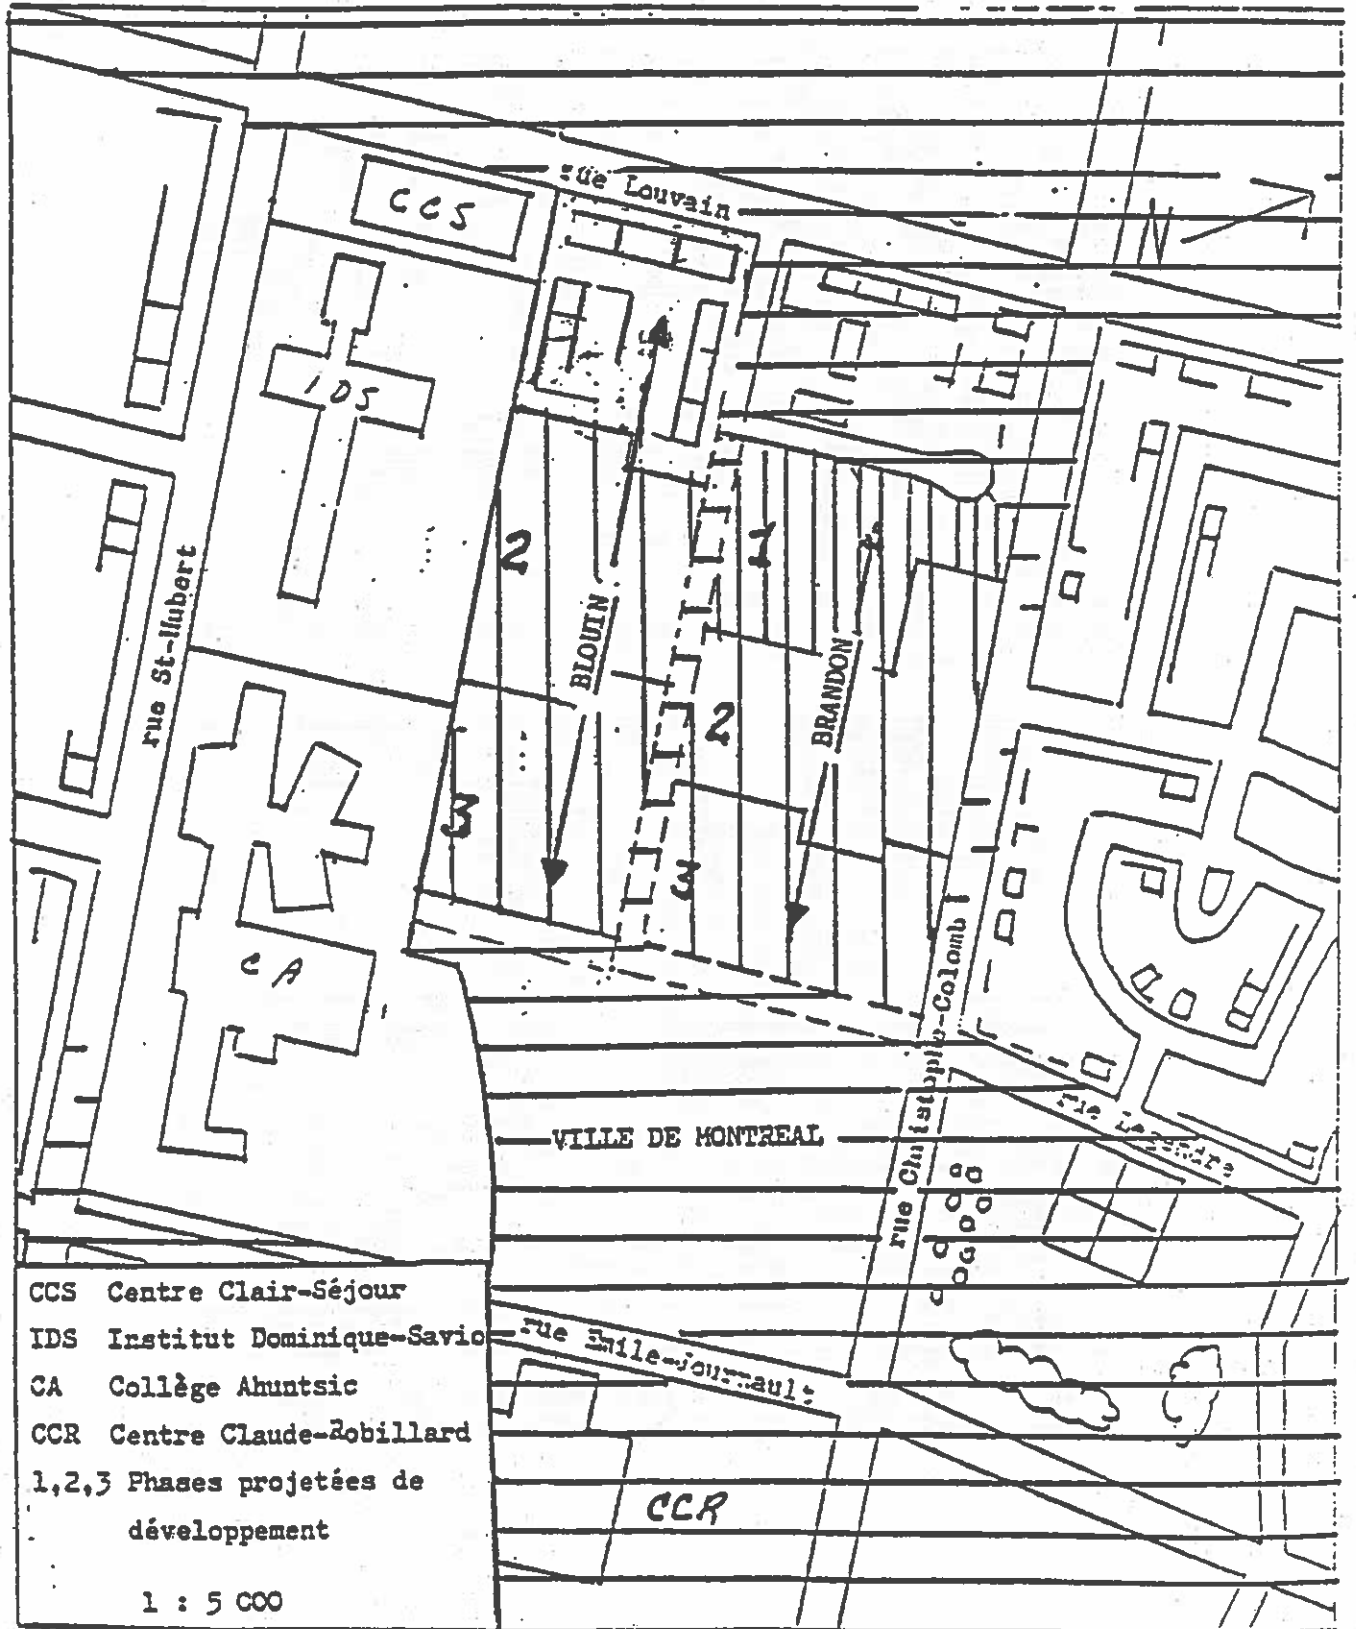 rue Louvain
CCS
N
IDS
2
1
1
rue St-Hubert
BLOUIN
BRANDON
2
3
3
CA
rue Christophe-Colomb
VILLE DE MONTREAL
rue Legendre
rue Emile-Journault
CCR
CCS Centre Clair-Séjour
IDS Institut Dominique-Savio
CA Collège Ahuntsic
CCR Centre Claude-Robillard
1,2,3 Phases projetées de
développement
1 : 5 000